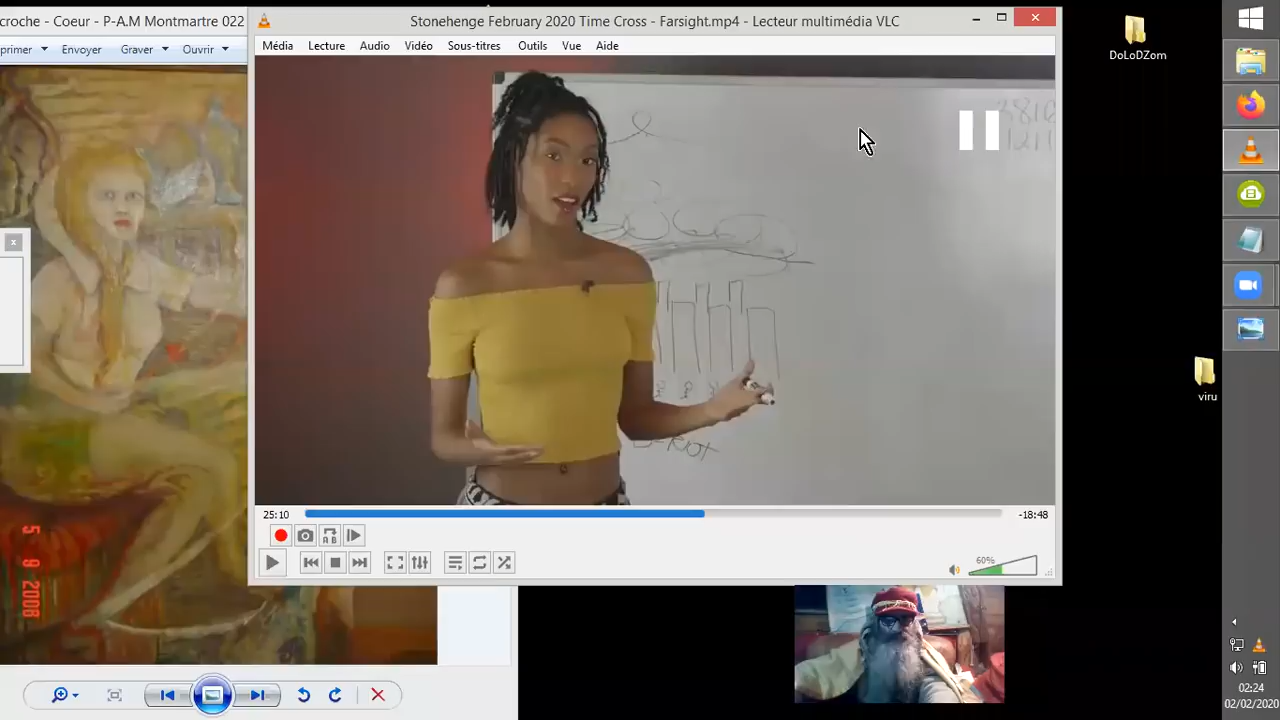 croche - Coeur - P-A.M Montmartre 022
primer Envoyer Graver Ouvrir
Stonehenge February 2020 Time Cross - Farsight.mp4 - Lecteur multimédia VLC
Média Lecture Audio Vidéo Sous-titres Outils Vue Aide
3816
1211
5 9 2008
25:10
-18:48
A B
60%
DoLoDZom
viru
02:24
02/02/2020